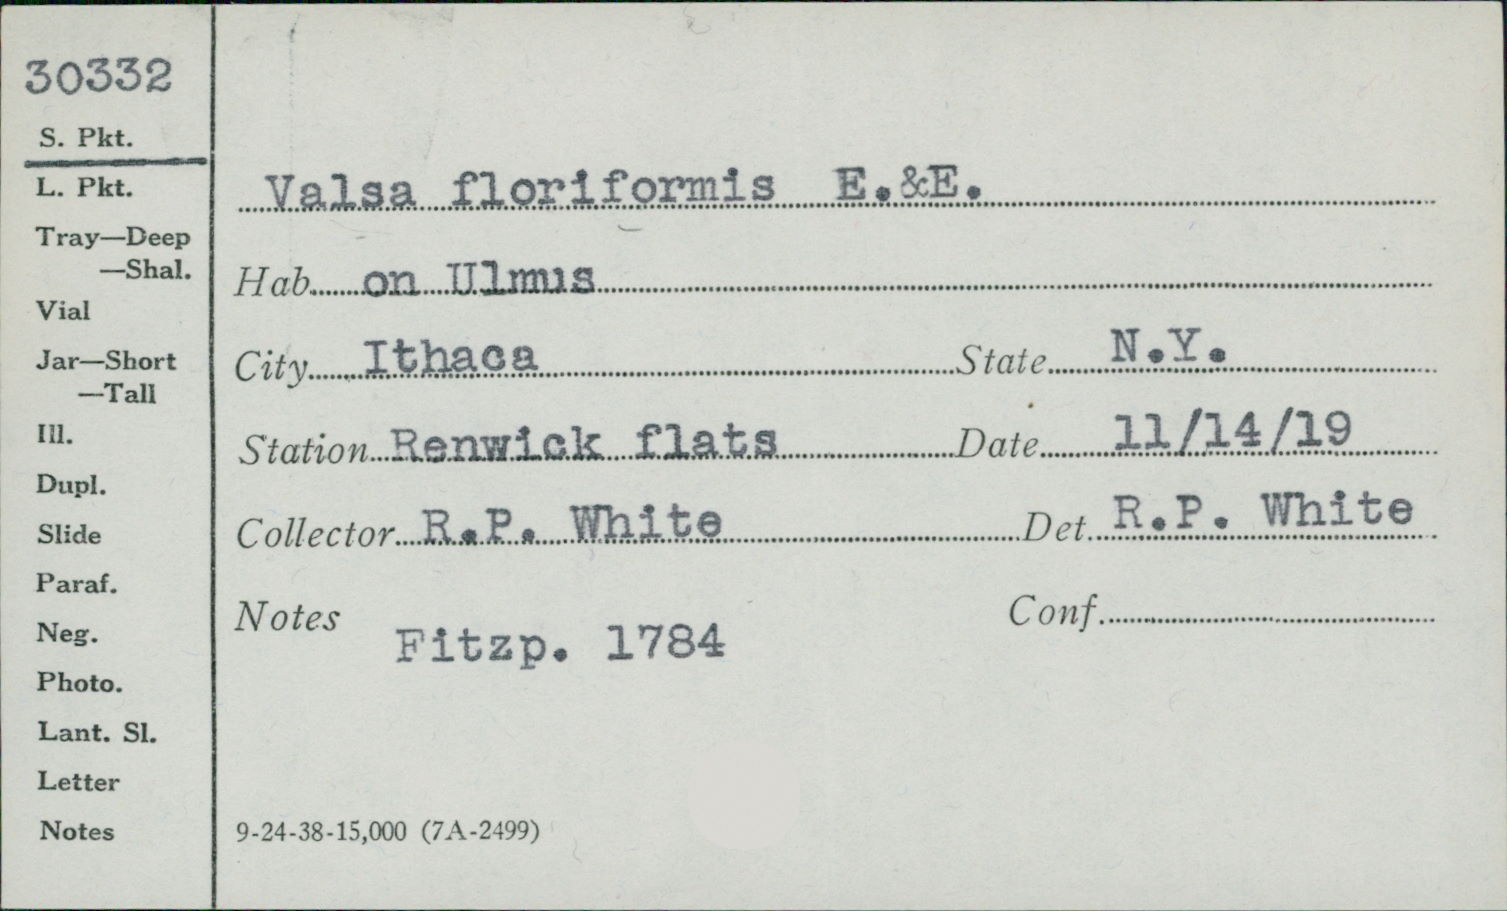 30332
S. Pkt.
L. Pkt.
Tray—Deep
—Shal.
Vial
Jar—Short
—Tall
Ill.
Dupl.
Slide
Paraf.
Neg.
Photo.
Lant. Sl.
Letter
Notes
Valsa floriformis E.&E.
Hab. on Ulmus
City Ithaca State N.Y.
Station Renwick flats Date 11/14/19
Collector R.P. White Det. R.P. White
Notes Conf.
Fitzp. 1784
9-24-38-15,000 (7A-2499)